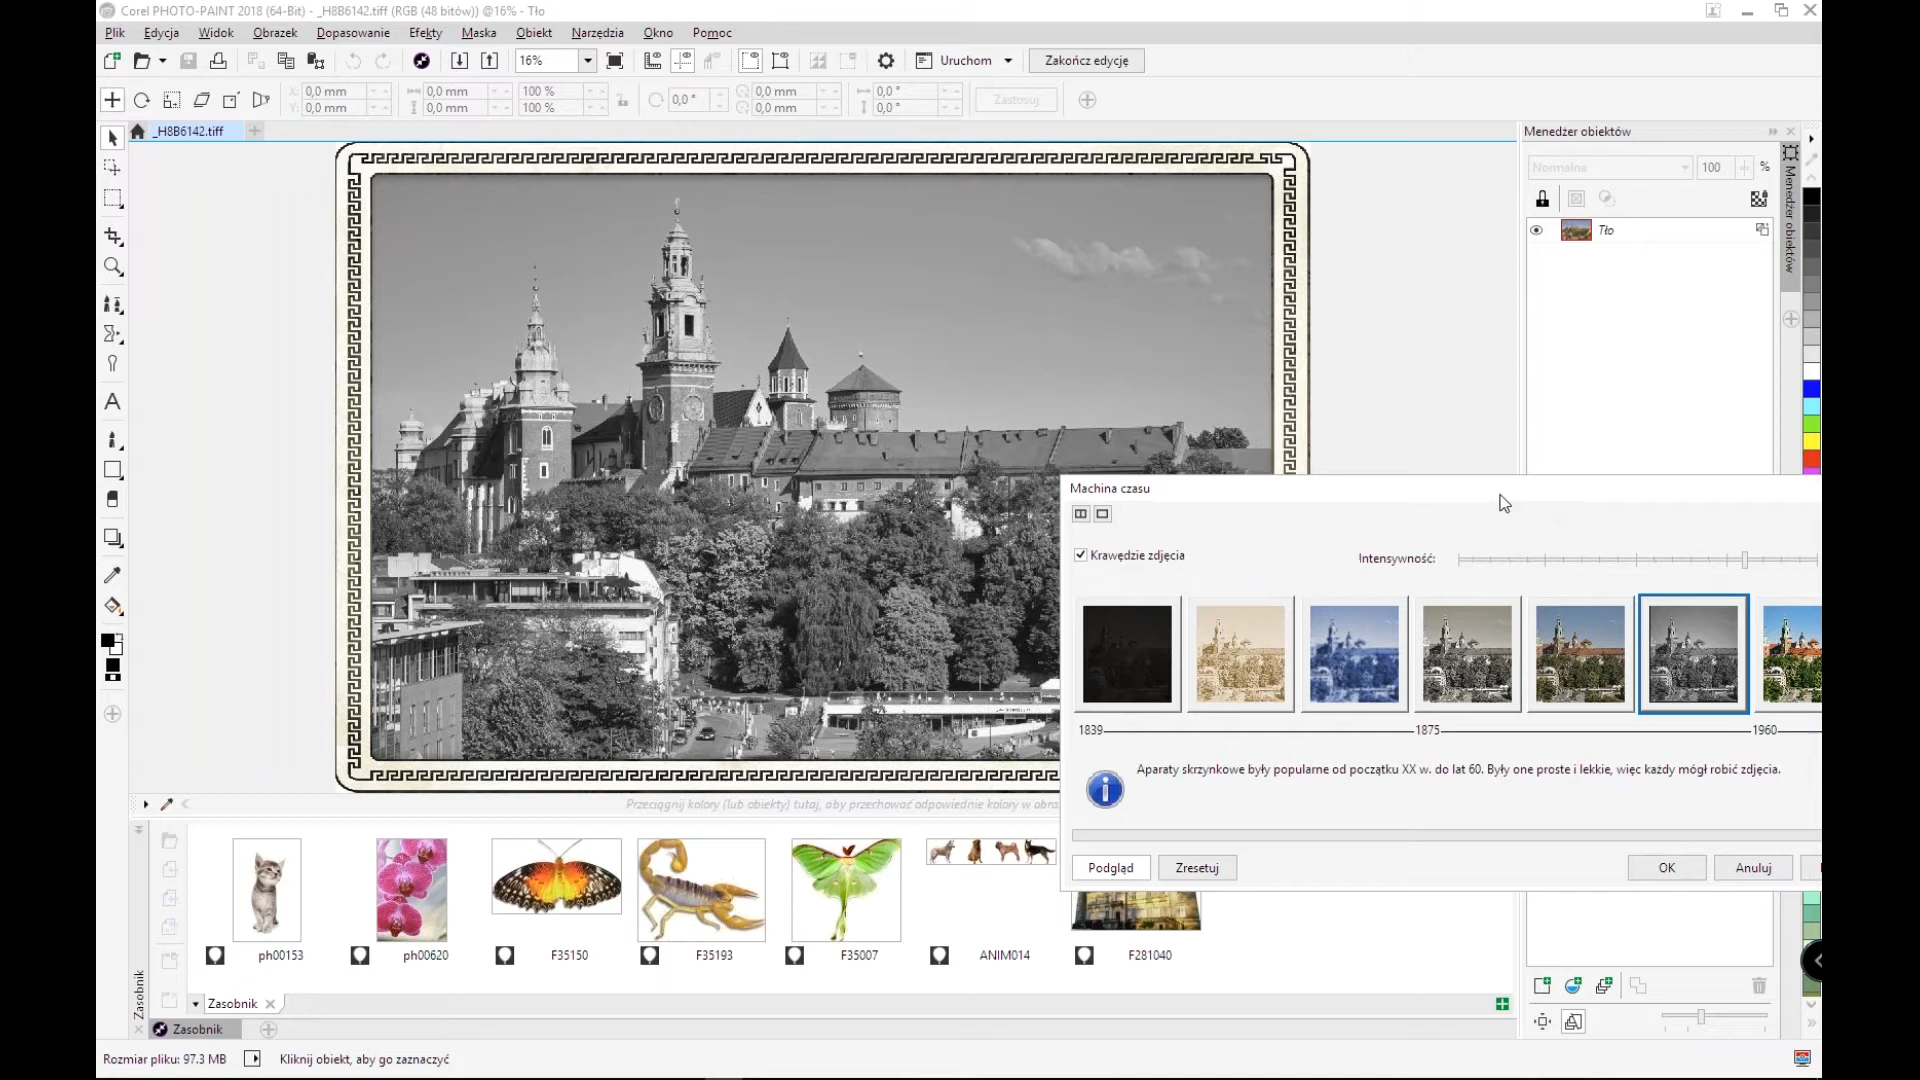 Corel PHOTO-PAINT 2018 (64-Bit) - _H8B6142.tiff (RGB (48 bitów)) @16% - Tło
Plik Edycja Widok Obrazek Dopasowanie Efekty Maska Obiekt Narzędzia Okno Pomoc
16% Uruchom Zakończ edycję
X: 0,0 mm 0,0 mm 100 % 0,0 ° 0,0 mm 0,0 ° Zastosuj
Y: 0,0 mm 0,0 mm 100 % 0,0 mm 0,0 °
_H8B6142.tiff
Menedżer obiektów
Normalna 100 %
Tło
Menedżer obiektów
Machina czasu
Krawędzie zdjęcia Intensywność:
1839 1875 1960
Aparaty skrzynkowe były popularne od początku XX w. do lat 60. Były one proste i lekkie, więc każdy mógł robić zdjęcia.
Podgląd Zresetuj OK Anuluj
Przeciągnij kolory (lub obiekty) tutaj, aby przechować odpowiednie kolory w obra
ph00153 ph00620 F35150 F35193 F35007 ANIM014 F281040
Zasobnik
Zasobnik
Zasobnik
Rozmiar pliku: 97.3 MB Kliknij obiekt, aby go zaznaczyć